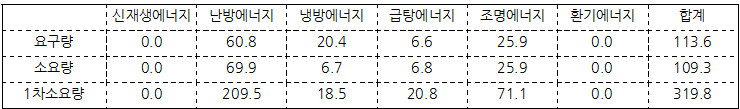 신재생에너지 난방에너지 냉방에너지 급탕에너지 조명에너지 환기에너지 합계
요구량 0.0 60.8 20.4 6.6 25.9 0.0 113.6
소요량 0.0 69.9 6.7 6.8 25.9 0.0 109.3
1차소요량 0.0 209.5 18.5 20.8 71.1 0.0 319.8